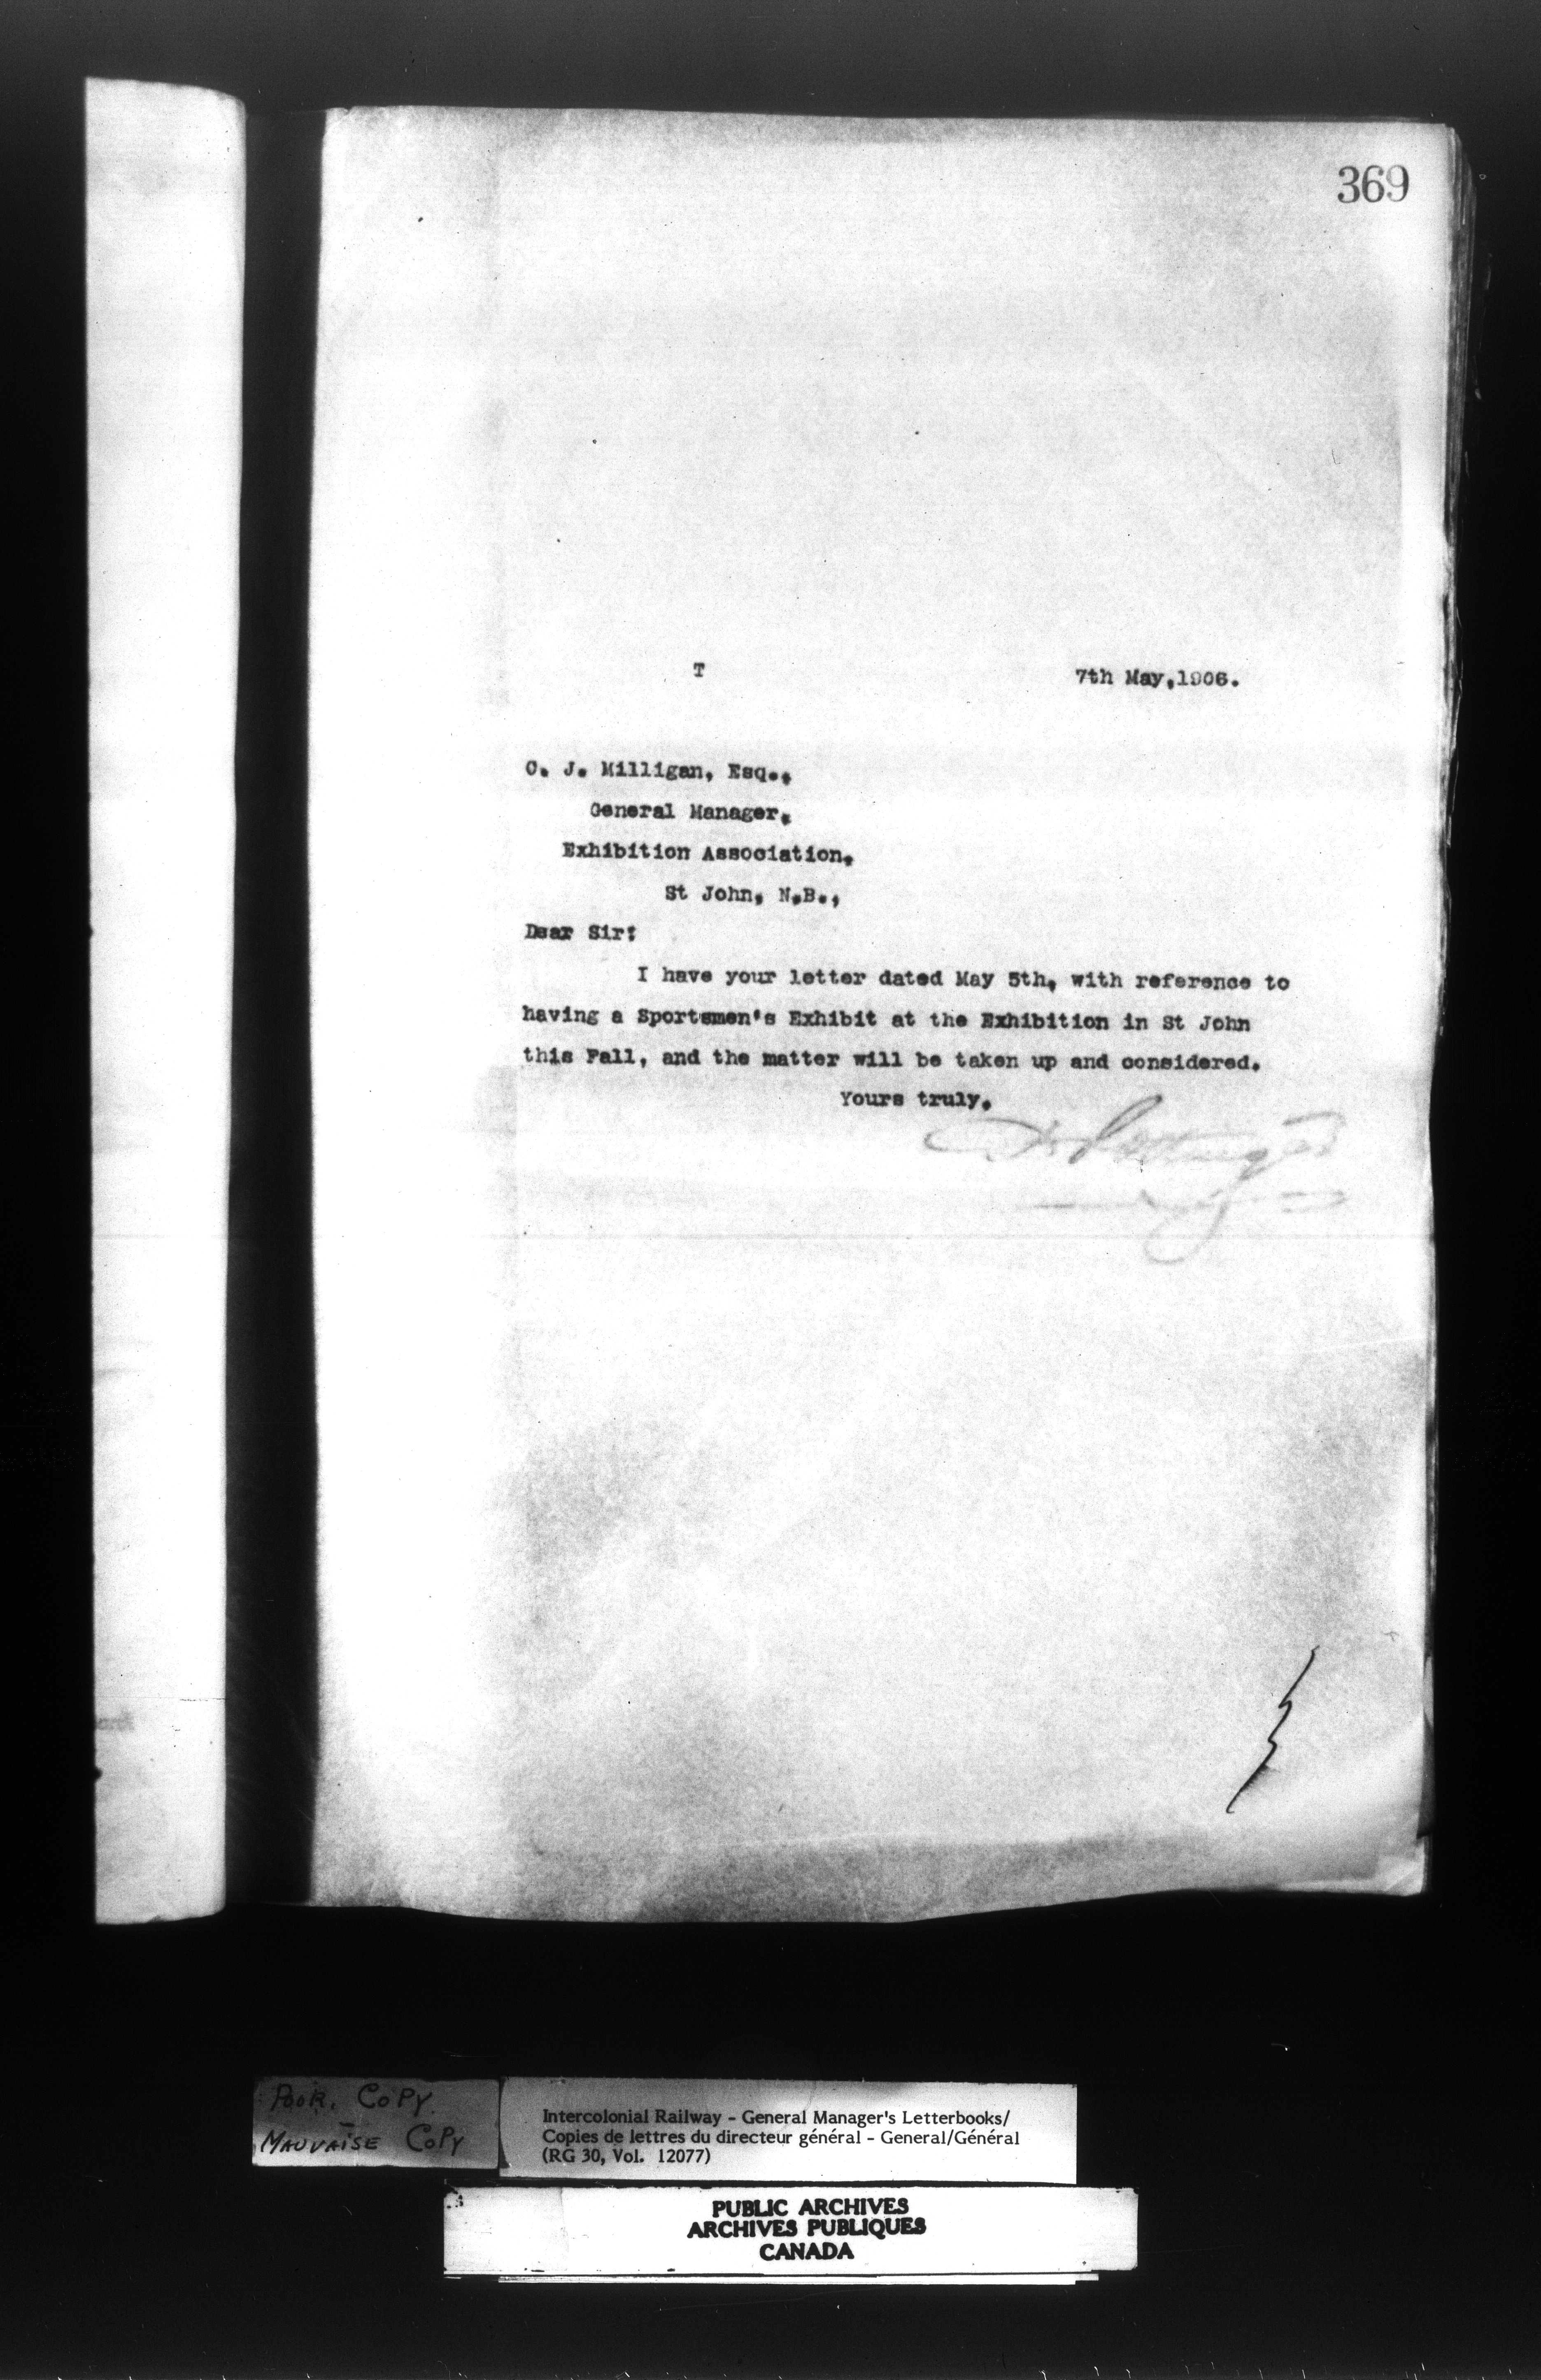 369
T 7th May,1906.
C. J. Milligan, Esq.,
General Manager,
Exhibition Association,
St John, N.B.,
Dear Sir:
I have your letter dated May 5th, with reference to
having a Sportsmen's Exhibit at the Exhibition in St John
this Fall, and the matter will be taken up and considered.
Yours truly,
POOR. COPY.
MAUVAISE COPY
Intercolonial Railway - General Manager's Letterbooks/
Copies de lettres du directeur général - General/Général
(RG 30, Vol. 12077)
PUBLIC ARCHIVES
ARCHIVES PUBLIQUES
CANADA